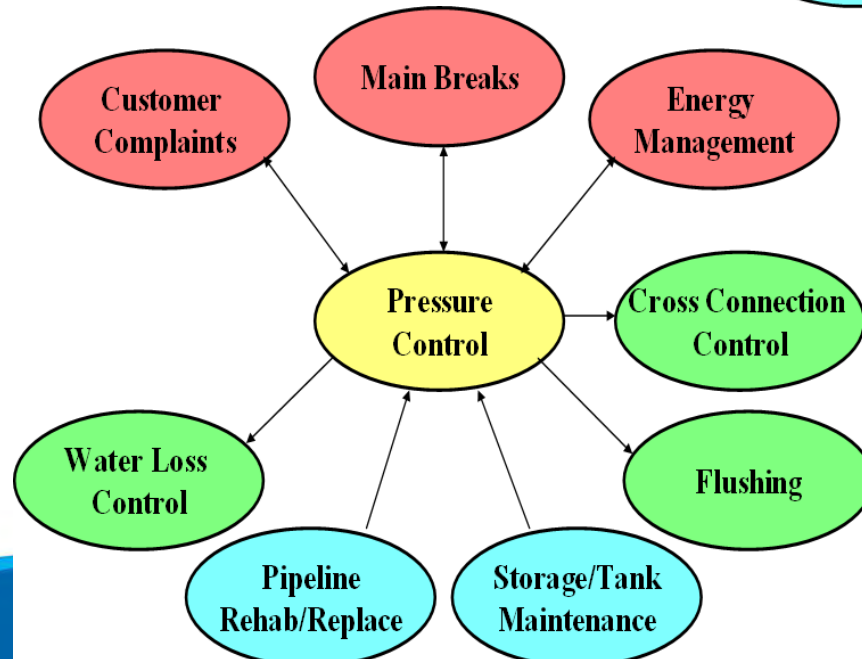 Main Breaks
Customer
Complaints
Energy
Management
Pressure
Control
Cross Connection
Control
Water Loss
Control
Flushing
Pipeline
Rehab/Replace
Storage/Tank
Maintenance